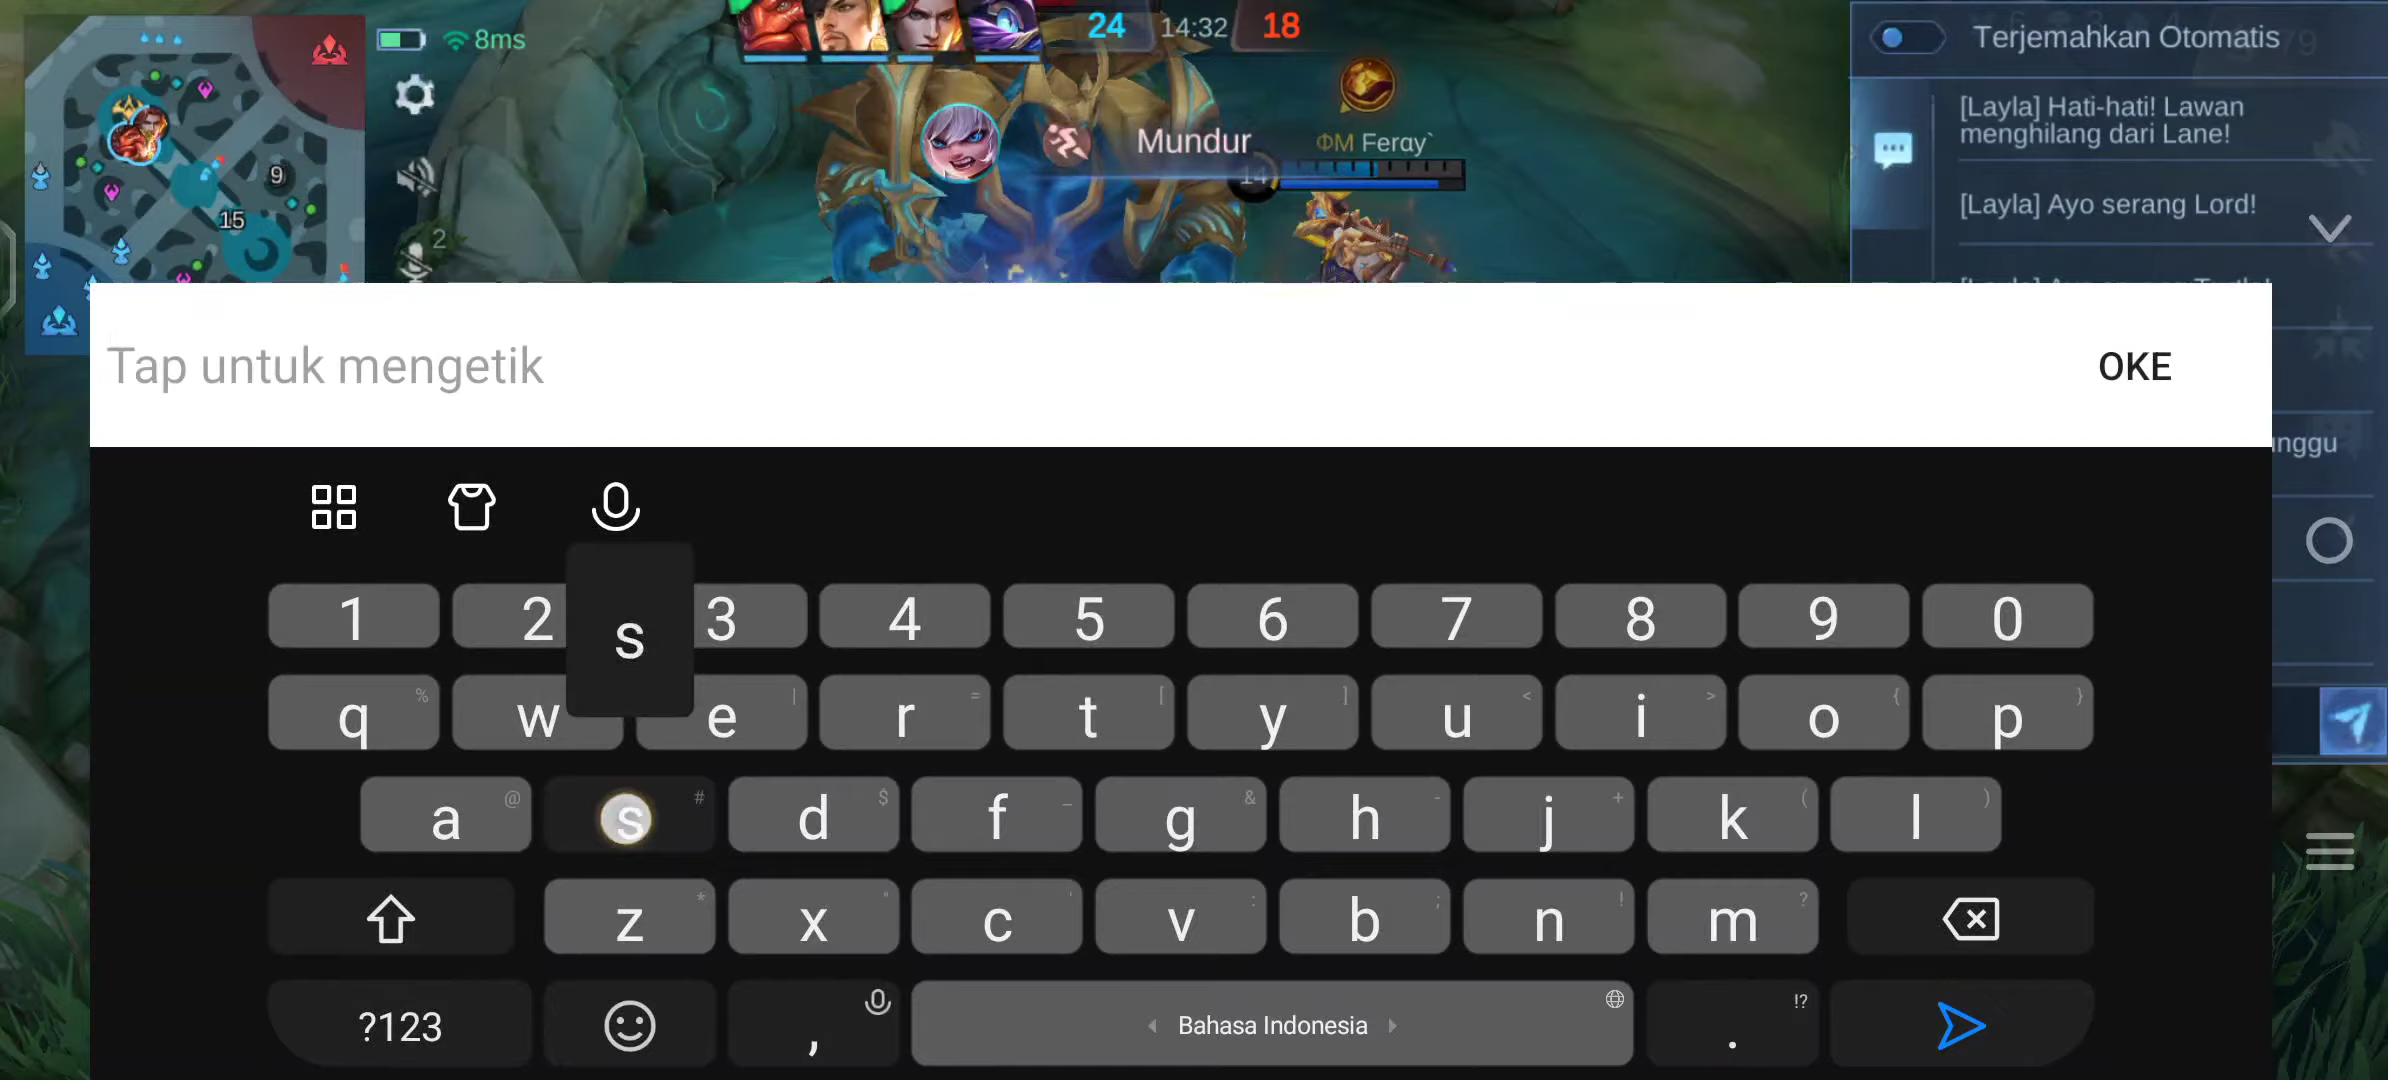 8ms
24 14:32 18
Terjemahkan Otomatis
[Layla] Hati-hati! Lawan
menghilang dari Lane!
Mundur
ΦM Feray`
14
9
[Layla] Ayo serang Lord!
15
2
Tap untuk mengetik
OKE
nggu
1 2 3 4 5 6 7 8 9 0
s
q % w e | r = t [ y ] u < i > o { p }
a @ s # d $ f _ g & h - j + k ( l )
z * x " c ' v : b ; n ! m ?
?123 , Bahasa Indonesia . !?